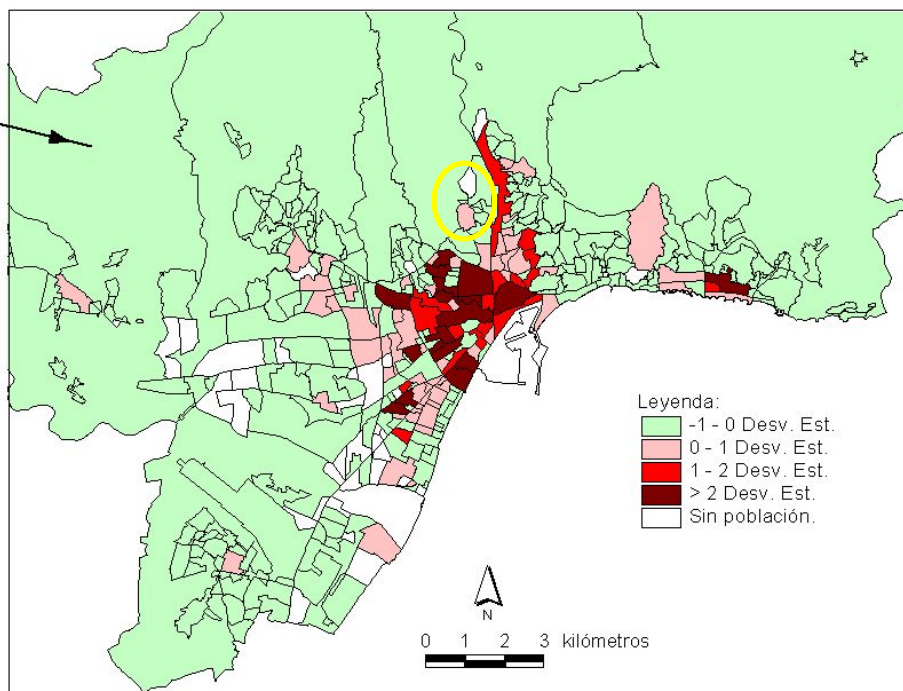 Leyenda:
-1 - 0 Desv. Est.
0 - 1 Desv. Est.
1 - 2 Desv. Est.
> 2 Desv. Est.
Sin población.
N
0 1 2 3 kilómetros